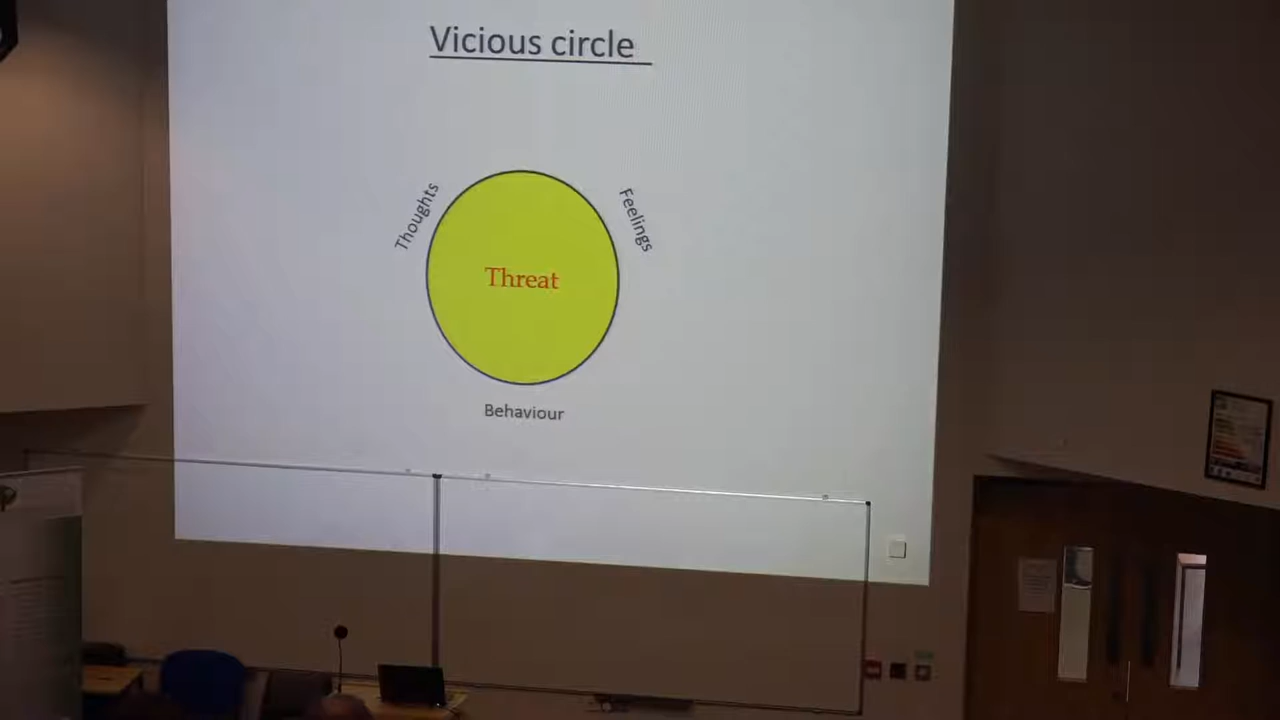 Vicious circle
Thoughts
Feelings
Threat
Behaviour